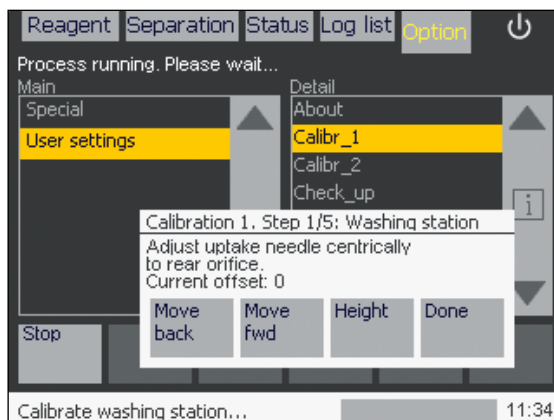 Reagent Separation Status Log list Option
Process running. Please wait...
Main Detail
Special About
User settings Calibr_1
Calibr_2
Check_up
i
Calibration 1. Step 1/5: Washing station
Adjust uptake needle centrically
to rear orifice.
Current offset: 0
Move Move Height Done
back fwd
Stop
Calibrate washing station... 11:34